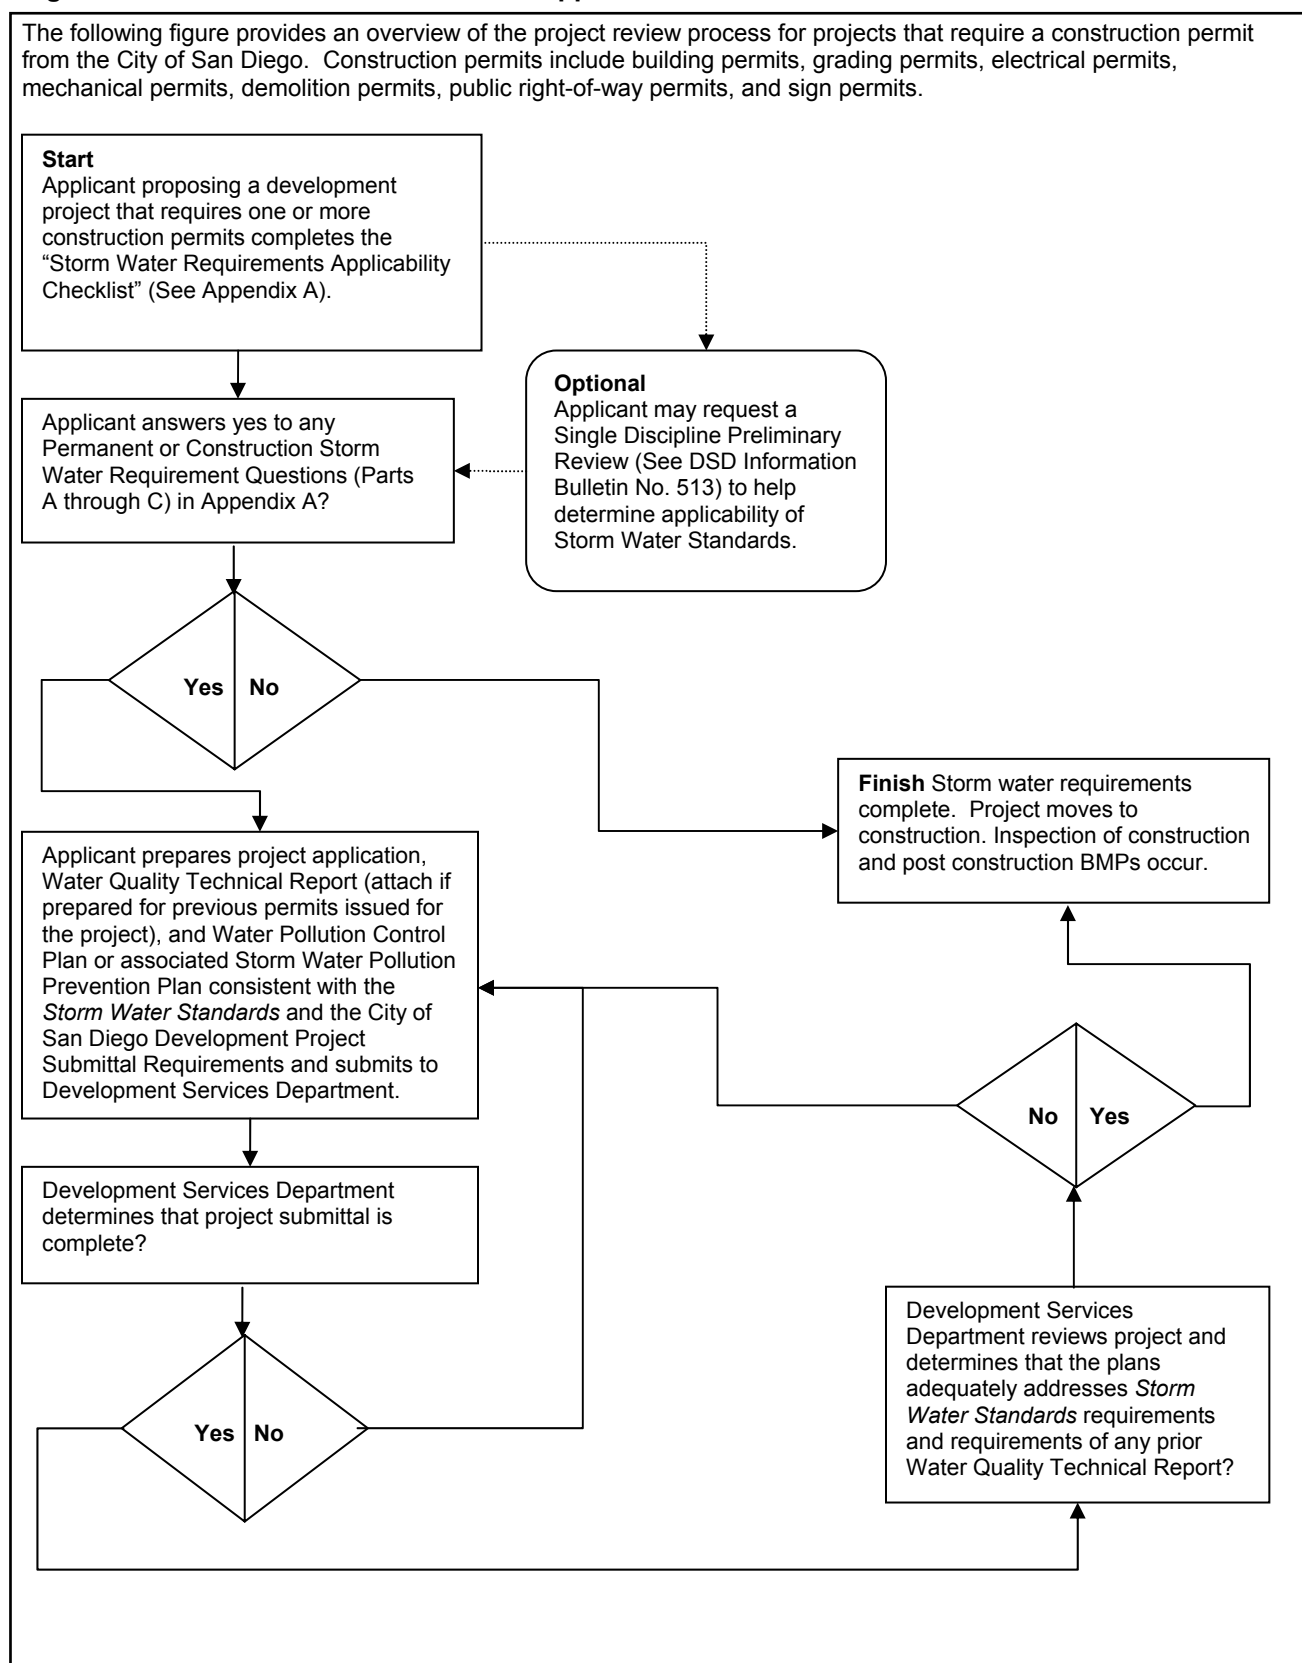 The following figure provides an overview of the project review process for projects that require a construction permit
from the City of San Diego.  Construction permits include building permits, grading permits, electrical permits,
mechanical permits, demolition permits, public right-of-way permits, and sign permits.
Start
Applicant proposing a development
project that requires one or more
construction permits completes the
“Storm Water Requirements Applicability
Checklist” (See Appendix A).
Optional
Applicant may request a
Single Discipline Preliminary
Review (See DSD Information
Bulletin No. 513) to help
determine applicability of
Storm Water Standards.
Applicant answers yes to any
Permanent or Construction Storm
Water Requirement Questions (Parts
A through C) in Appendix A?
Yes No
Finish Storm water requirements
complete.  Project moves to
construction. Inspection of construction
and post construction BMPs occur.
Applicant prepares project application,
Water Quality Technical Report (attach if
prepared for previous permits issued for
the project), and Water Pollution Control
Plan or associated Storm Water Pollution
Prevention Plan consistent with the
Storm Water Standards and the City of
San Diego Development Project
Submittal Requirements and submits to
Development Services Department.
No Yes
Development Services Department
determines that project submittal is
complete?
Yes No
Development Services
Department reviews project and
determines that the plans
adequately addresses Storm
Water Standards requirements
and requirements of any prior
Water Quality Technical Report?